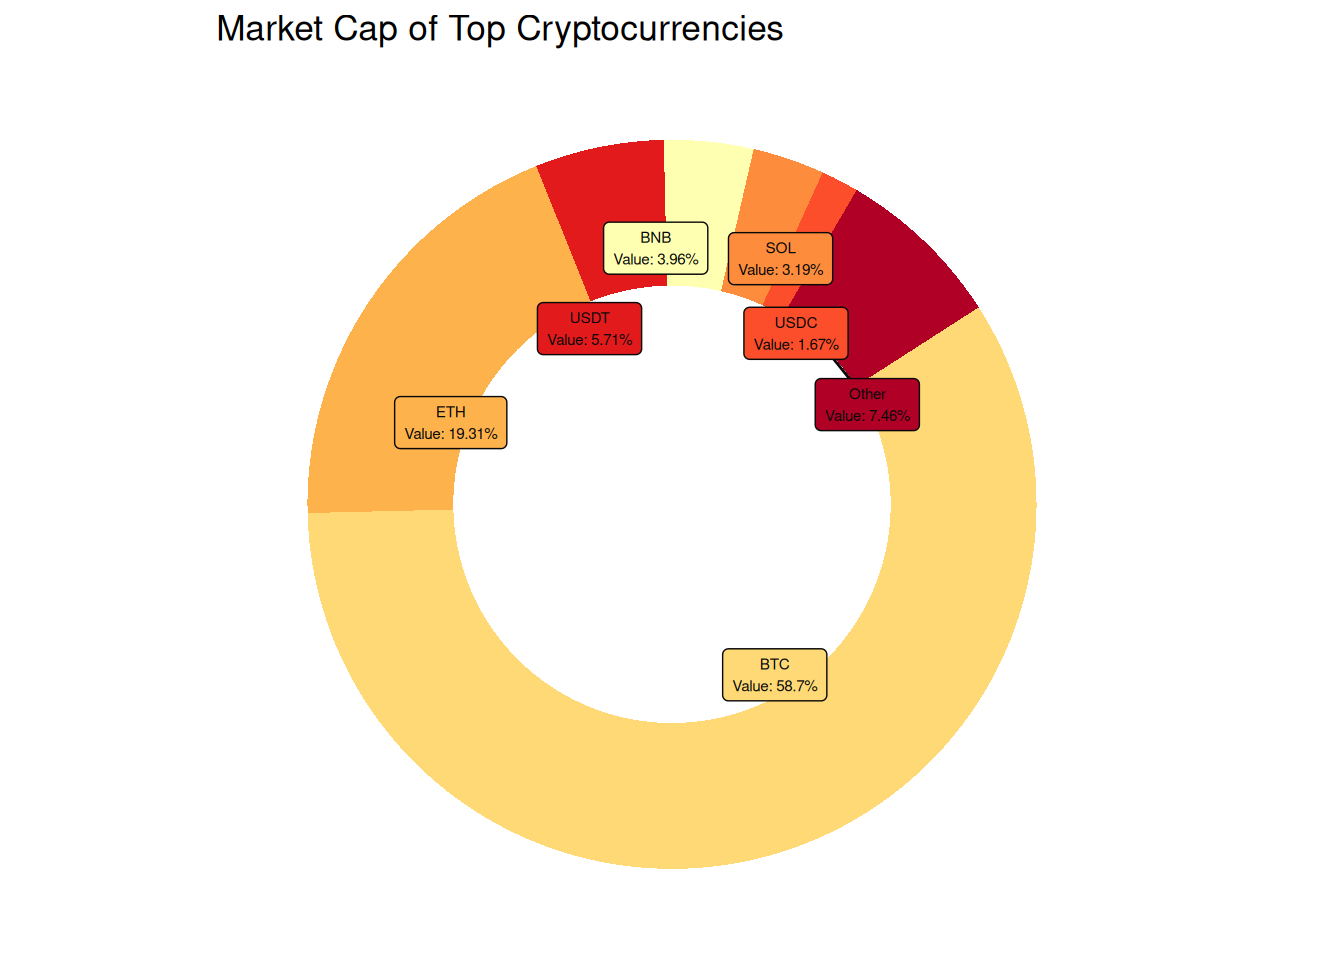 Market Cap of Top Cryptocurrencies
BNB
Value: 3.96%
SOL
Value: 3.19%
USDT
Value: 5.71%
USDC
Value: 1.67%
Other
Value: 7.46%
ETH
Value: 19.31%
BTC
Value: 58.7%